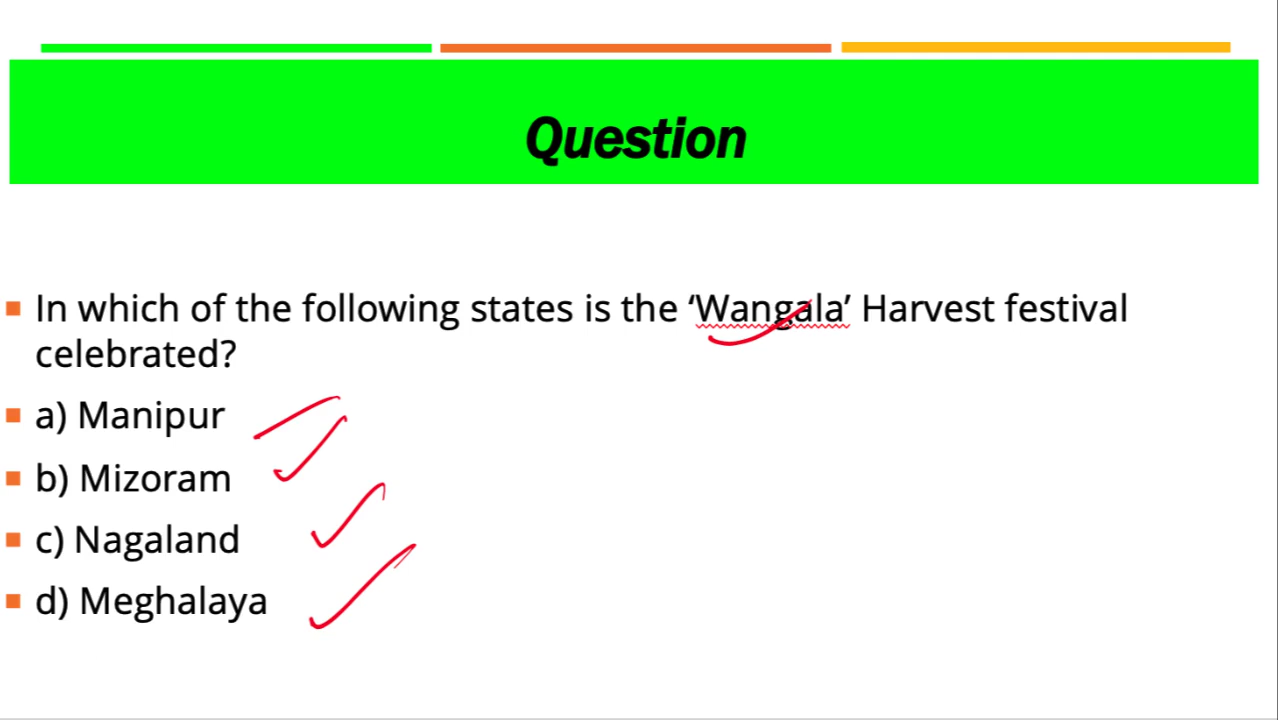 Question
In which of the following states is the ‘Wangala’ Harvest festival
celebrated?
a) Manipur
b) Mizoram
c) Nagaland
d) Meghalaya